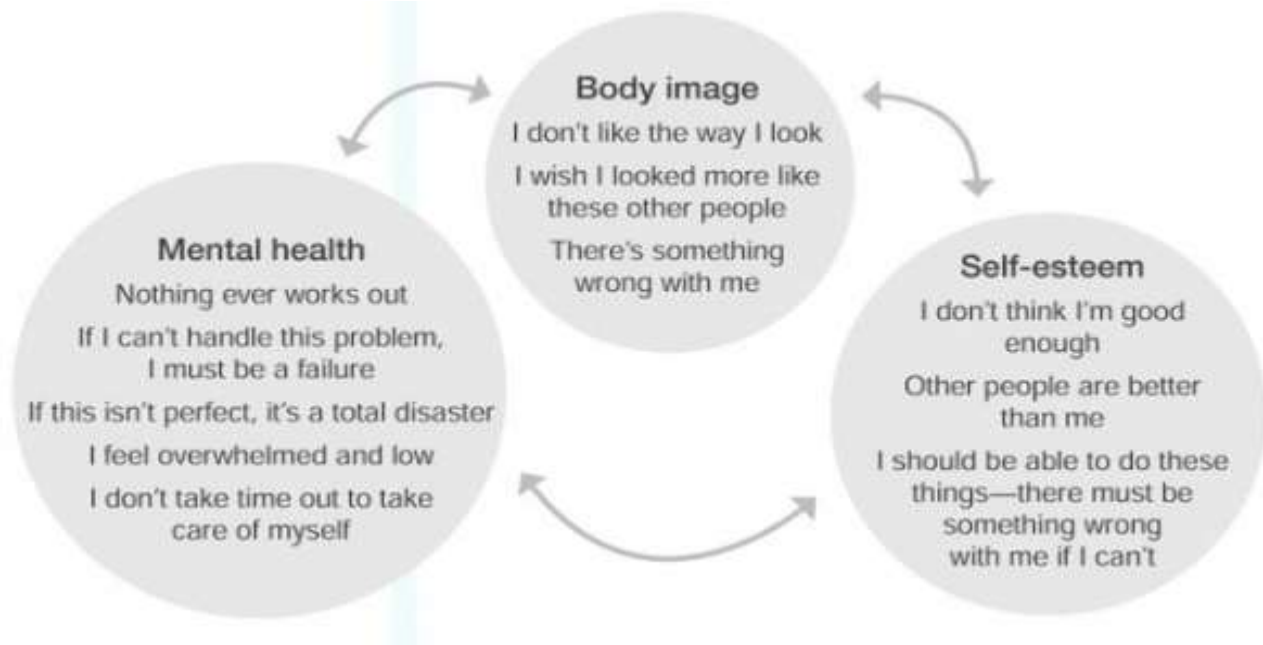 Body image
I don't like the way I look
I wish I looked more like
these other people
There's something
wrong with me
Mental health
Nothing ever works out
If I can't handle this problem,
I must be a failure
If this isn't perfect, it's a total disaster
I feel overwhelmed and low
I don't take time out to take
care of myself
Self-esteem
I don't think I'm good
enough
Other people are better
than me
I should be able to do these
things—there must be
something wrong
with me if I can't